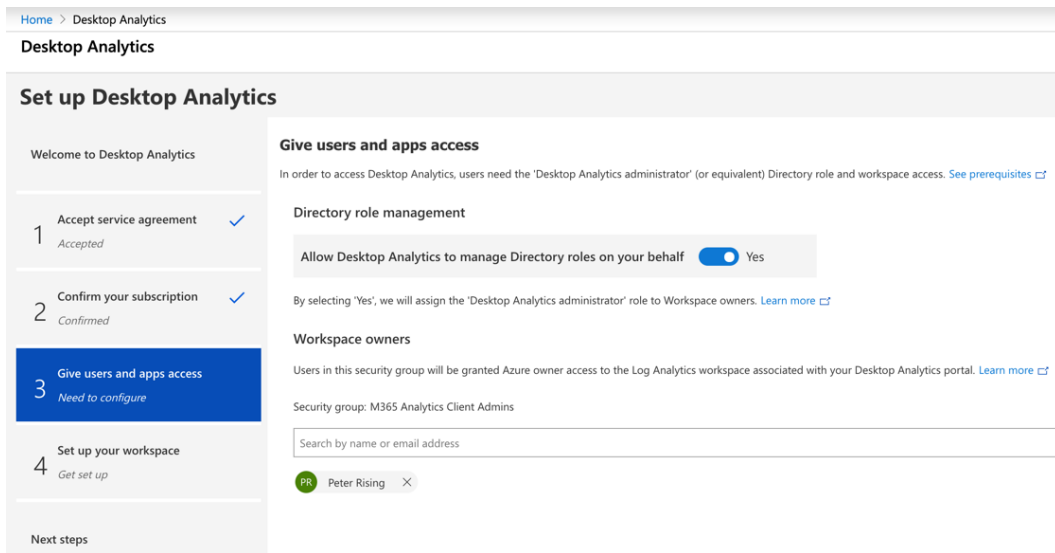 Home > Desktop Analytics
Desktop Analytics
Set up Desktop Analytics
Welcome to Desktop Analytics
1
Accept service agreement
Accepted
2
Confirm your subscription
Confirmed
3
Give users and apps access
Need to configure
4
Set up your workspace
Get set up
Next steps
Give users and apps access
In order to access Desktop Analytics, users need the 'Desktop Analytics administrator' (or equivalent) Directory role and workspace access. See prerequisites
Directory role management
Allow Desktop Analytics to manage Directory roles on your behalf Yes
By selecting 'Yes', we will assign the 'Desktop Analytics administrator' role to Workspace owners. Learn more
Workspace owners
Users in this security group will be granted Azure owner access to the Log Analytics workspace associated with your Desktop Analytics portal. Learn more
Security group: M365 Analytics Client Admins
Search by name or email address
PR Peter Rising